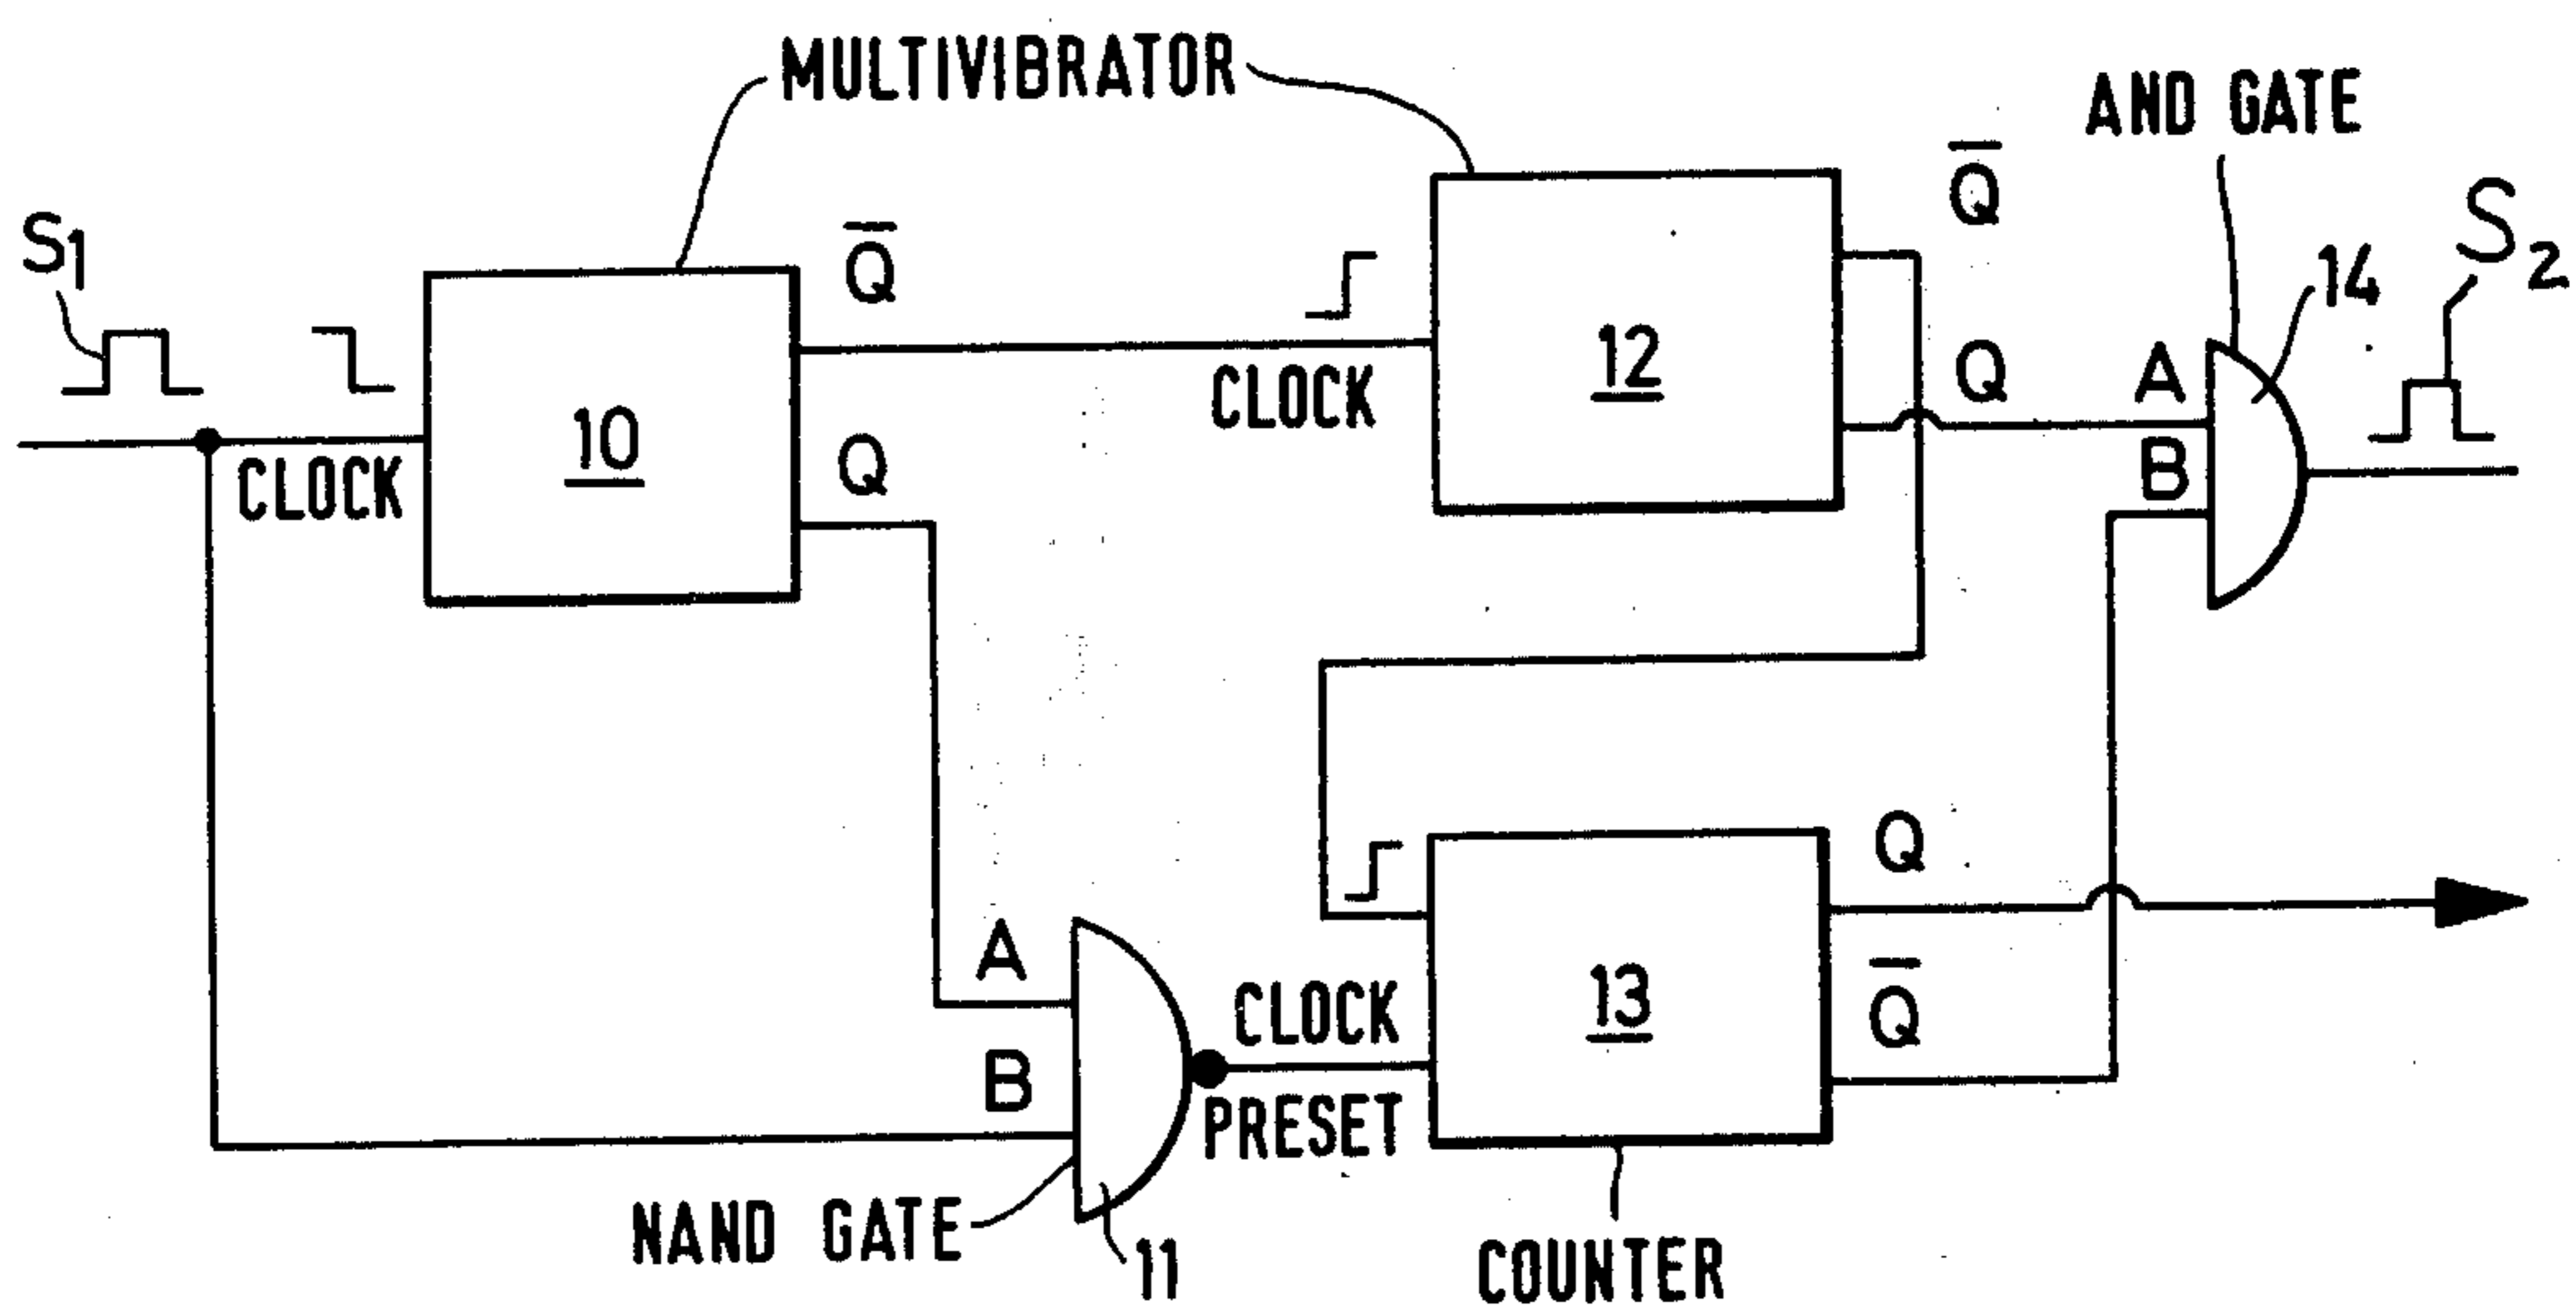 MULTIVIBRATOR
AND GATE
S1
Q̅
Q̅
S2
14
CLOCK
10
Q
CLOCK
12
Q
A
B
A
B
NAND GATE
11
CLOCK
PRESET
13
Q
Q̅
COUNTER